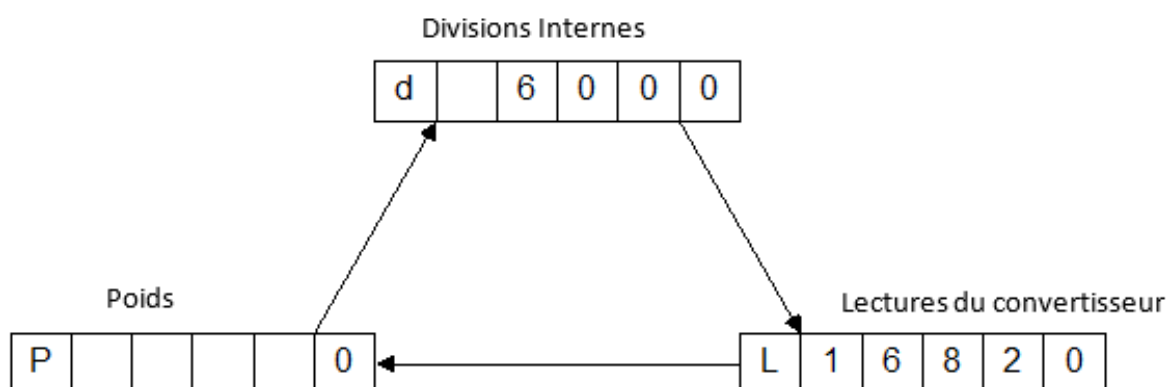 Divisions Internes
d 6 0 0 0
Poids
Lectures du convertisseur
P 0
L 1 6 8 2 0